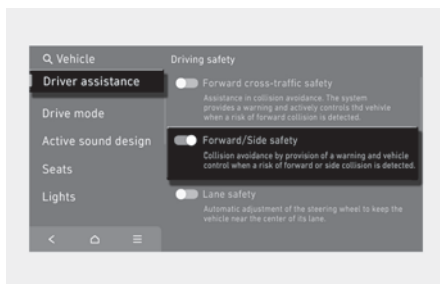 Vehicle
Driving safety
Driver assistance
Drive mode
Active sound design
Seats
Lights
Forward cross-traffic safety
Assistance in collision avoidance. The system
provides a warning and actively controls thd vehivle
when a risk of forward collision is detected.
Forward/Side safety
Collision avoidance by provision of a warning and vehicle
control when a risk of forward or side collision is detected.
Lane safety
Automatic adjustment of the steering wheel to keep the
vehicle near the center of its lane.